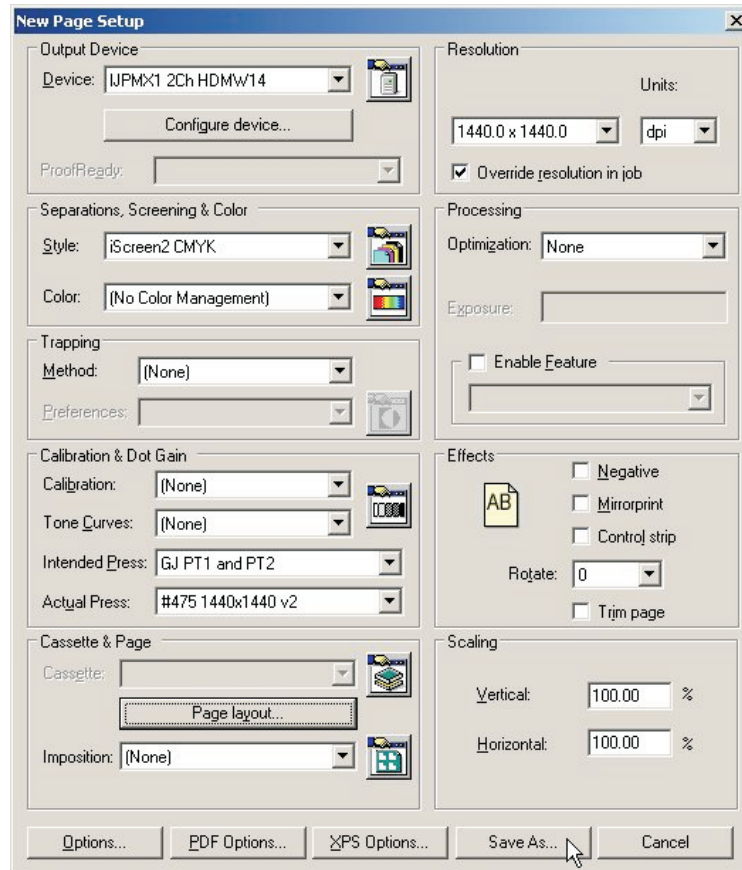 New Page Setup
Output Device
Device: IJPMX1 2Ch HDMW14
Configure device...
ProofReady:
Resolution
Units:
1440.0 x 1440.0 dpi
Override resolution in job
Separations, Screening & Color
Style: iScreen2 CMYK
Color: (No Color Management)
Processing
Optimization: None
Exposure:
Enable Feature
Trapping
Method: (None)
Preferences:
Calibration & Dot Gain
Calibration: (None)
Tone Curves: (None)
Intended Press: GJ PT1 and PT2
Actual Press: #475 1440x1440 v2
Effects
AB
Negative
Mirrorprint
Control strip
Rotate: 0
Trim page
Cassette & Page
Cassette:
Page layout...
Imposition: (None)
Scaling
Vertical: 100.00 %
Horizontal: 100.00 %
Options... PDF Options... XPS Options... Save As... Cancel